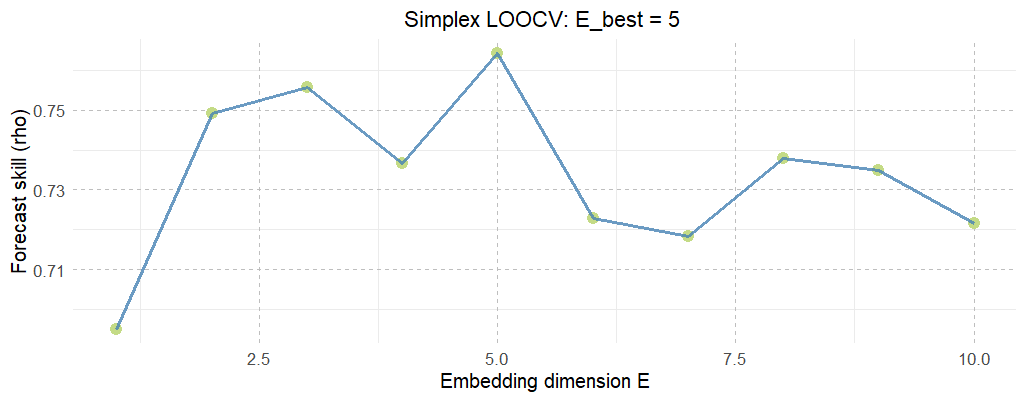 Simplex LOOCV: E_best = 5
Forecast skill (rho)
0.75
0.73
0.71
2.5 5.0 7.5 10.0
Embedding dimension E